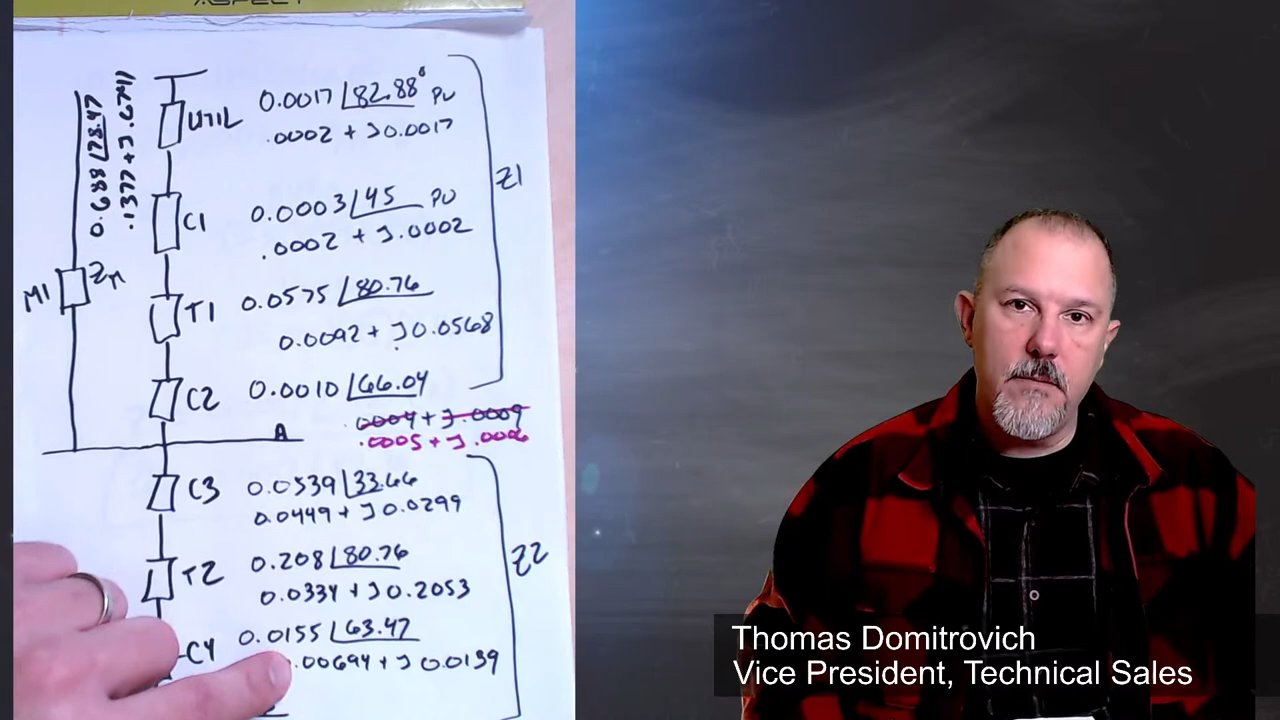 0.688 ∠78.47
.1377 + J.6741
M1
Zm
UTIL
0.0017 ∠82.88° PU
.0002 + J0.0017
C1
0.0003 ∠45 PU
.0002 + J.0002
T1
0.0575 ∠80.76
0.0092 + J0.0568
C2
0.0010 ∠66.04
.0004 + J.0009
Z1
A
C3
0.0539 ∠33.66
0.0449 + J0.0299
T2
0.208 ∠80.76
0.0334 + J0.2053
C4
0.0155 ∠63.47
.00694 + J0.0139
Z2
Thomas Domitrovich
Vice President, Technical Sales